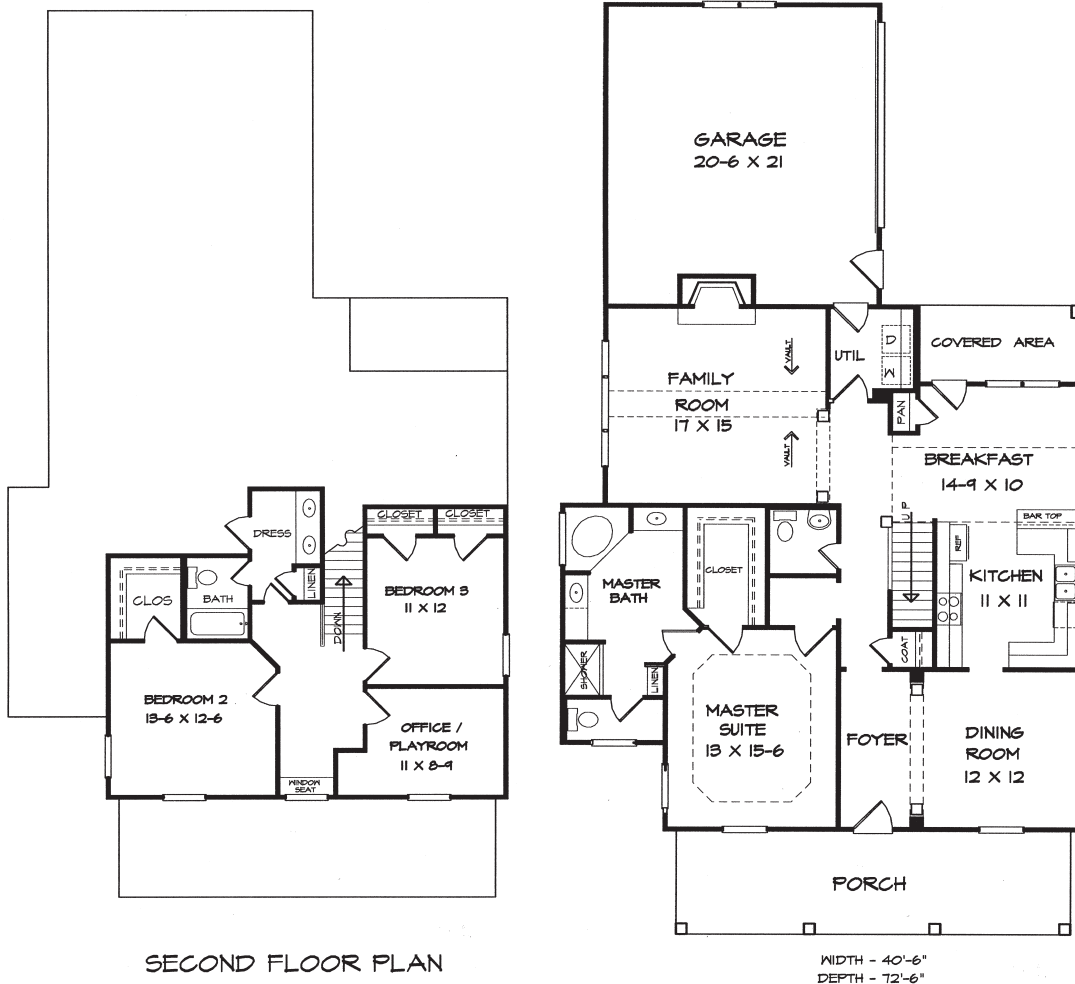 DRESS
LINEN
CLOS
BATH
DOWN
CLOSET
CLOSET
BEDROOM 3
11 X 12
BEDROOM 2
13-6 X 12-6
OFFICE /
PLAYROOM
11 X 8-9
WINDOW
SEAT
SECOND FLOOR PLAN
GARAGE
20-6 X 21
FAMILY
ROOM
17 X 15
VAULT
VAULT
UTIL
D
W
COVERED AREA
PAN
BREAKFAST
14-9 X 10
UP
BAR TOP
REF
KITCHEN
11 X 11
COAT
CLOSET
MASTER
BATH
SHOWER
LINEN
MASTER
SUITE
13 X 15-6
FOYER
DINING
ROOM
12 X 12
PORCH
WIDTH - 40'-6"
DEPTH - 72'-6"